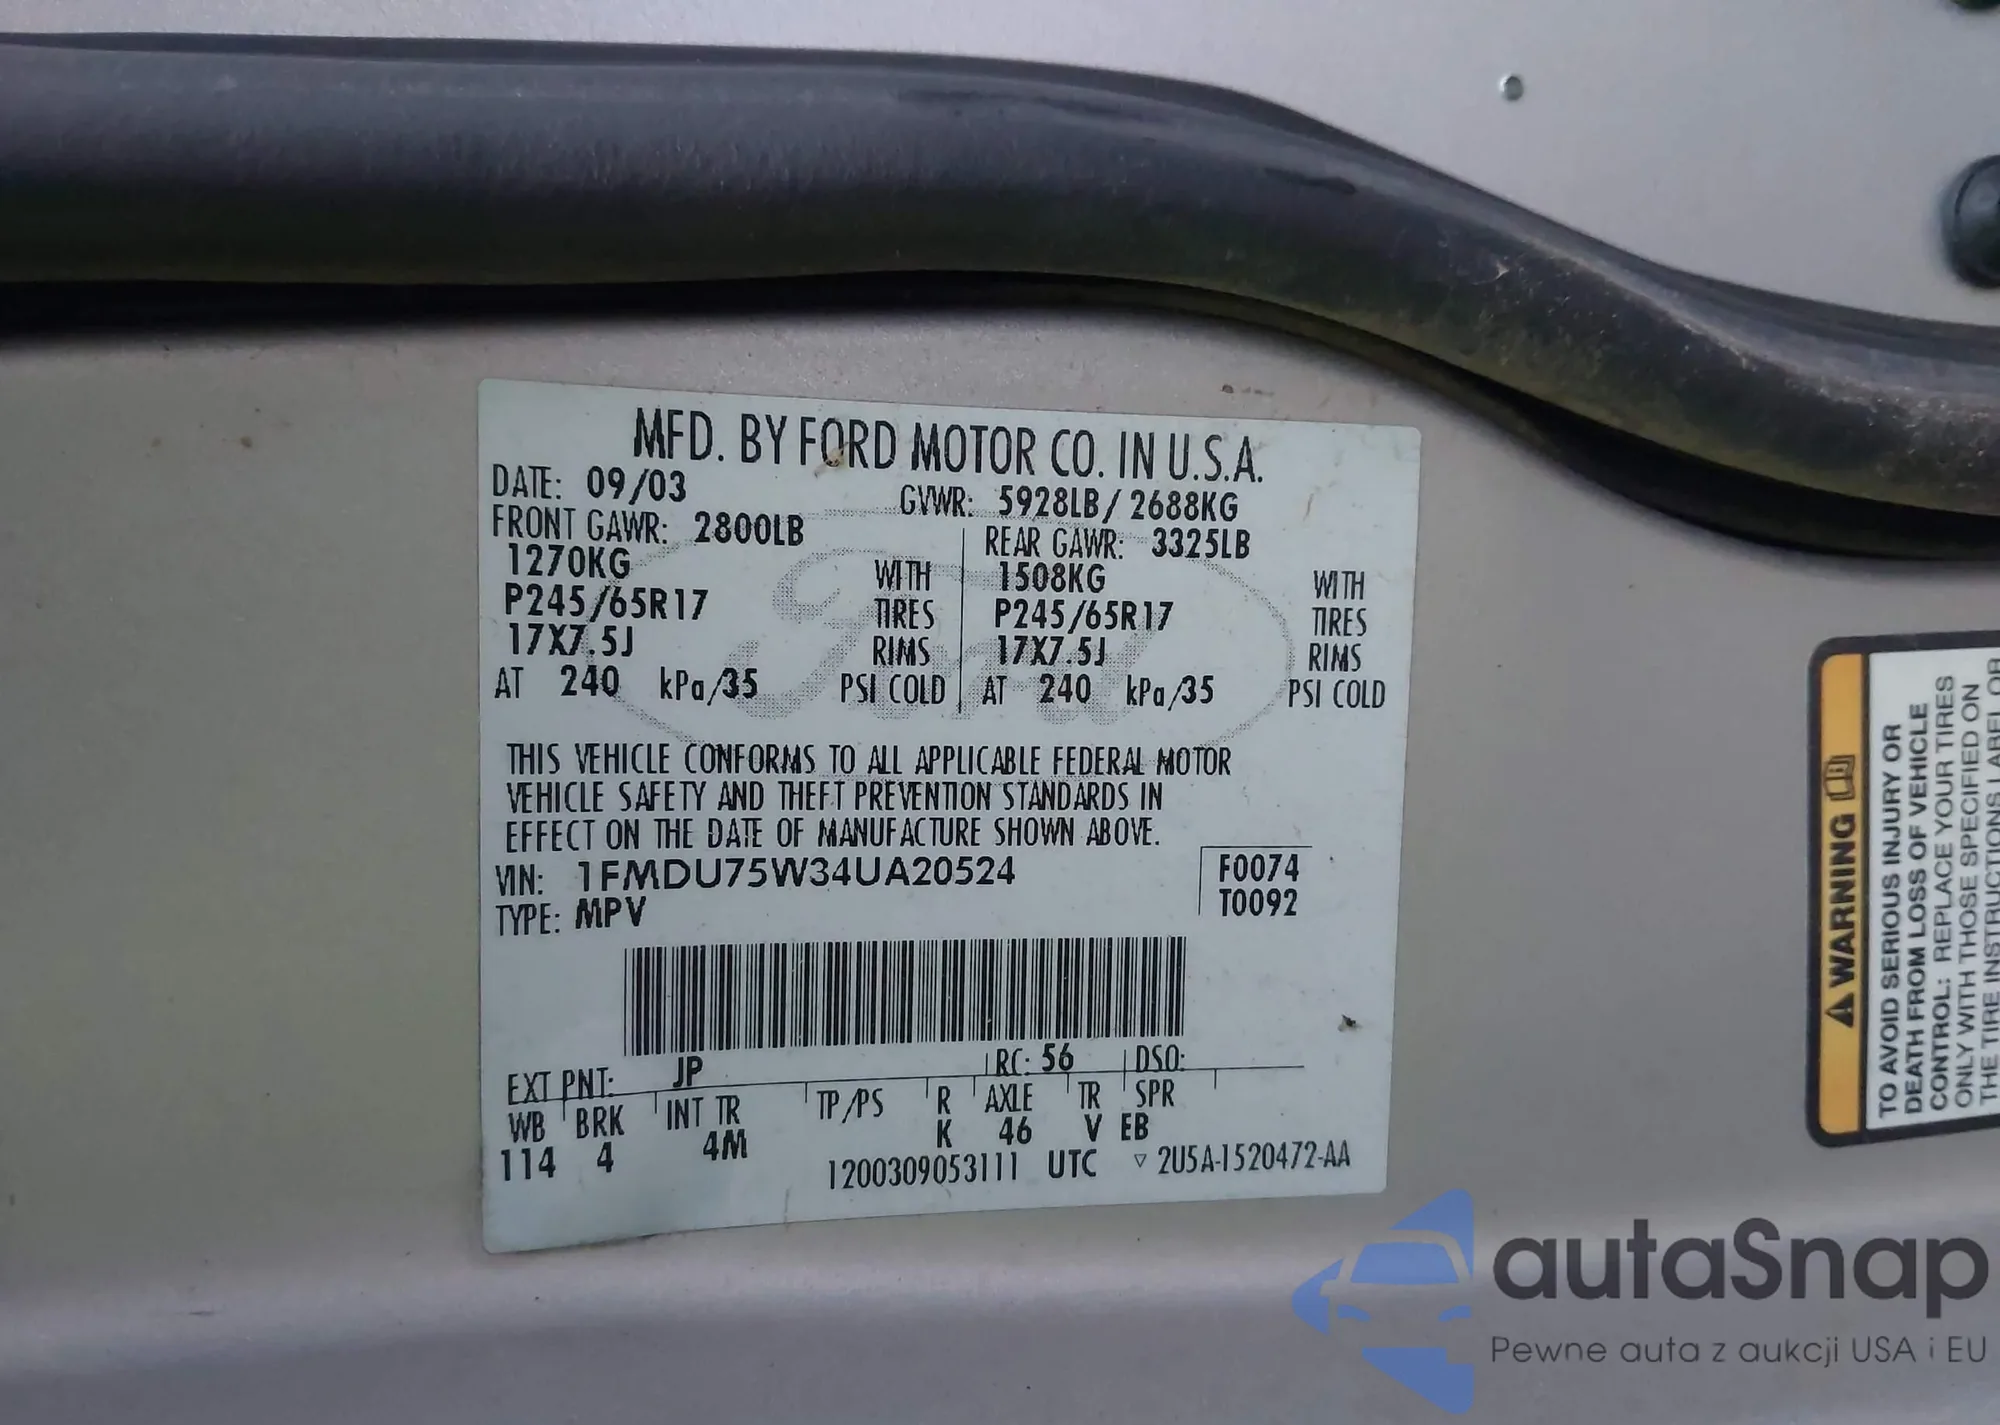 MFD. BY FORD MOTOR CO. IN U.S.A.
DATE: 09/03 GVWR: 5928LB / 2688KG
FRONT GAWR: 2800LB REAR GAWR: 3325LB
1270KG WITH 1508KG WITH
P245/65R17 TIRES P245/65R17 TIRES
17X7.5J RIMS 17X7.5J RIMS
AT 240 kPa/35 PSI COLD AT 240 kPa/35 PSI COLD
Ford
THIS VEHICLE CONFORMS TO ALL APPLICABLE FEDERAL MOTOR
VEHICLE SAFETY AND THEFT PREVENTION STANDARDS IN
EFFECT ON THE DATE OF MANUFACTURE SHOWN ABOVE.
VIN: 1FMDU75W34UA20524 F0074
TYPE: MPV T0092
EXT PNT: JP RC: 56 DSO:
WB BRK INT TR TP/PS R AXLE TR SPR
114 4 4M K 46 V EB
1200309053111 UTC ▽ 2U5A-1520472-AA
WARNING
TO AVOID SERIOUS INJURY OR
DEATH FROM LOSS OF VEHICLE
CONTROL: REPLACE YOUR TIRES
ONLY WITH THOSE SPECIFIED ON
THE TIRE INSTRUCTIONS LABEL OR
autaSnap
Pewne auta z aukcji USA i EU